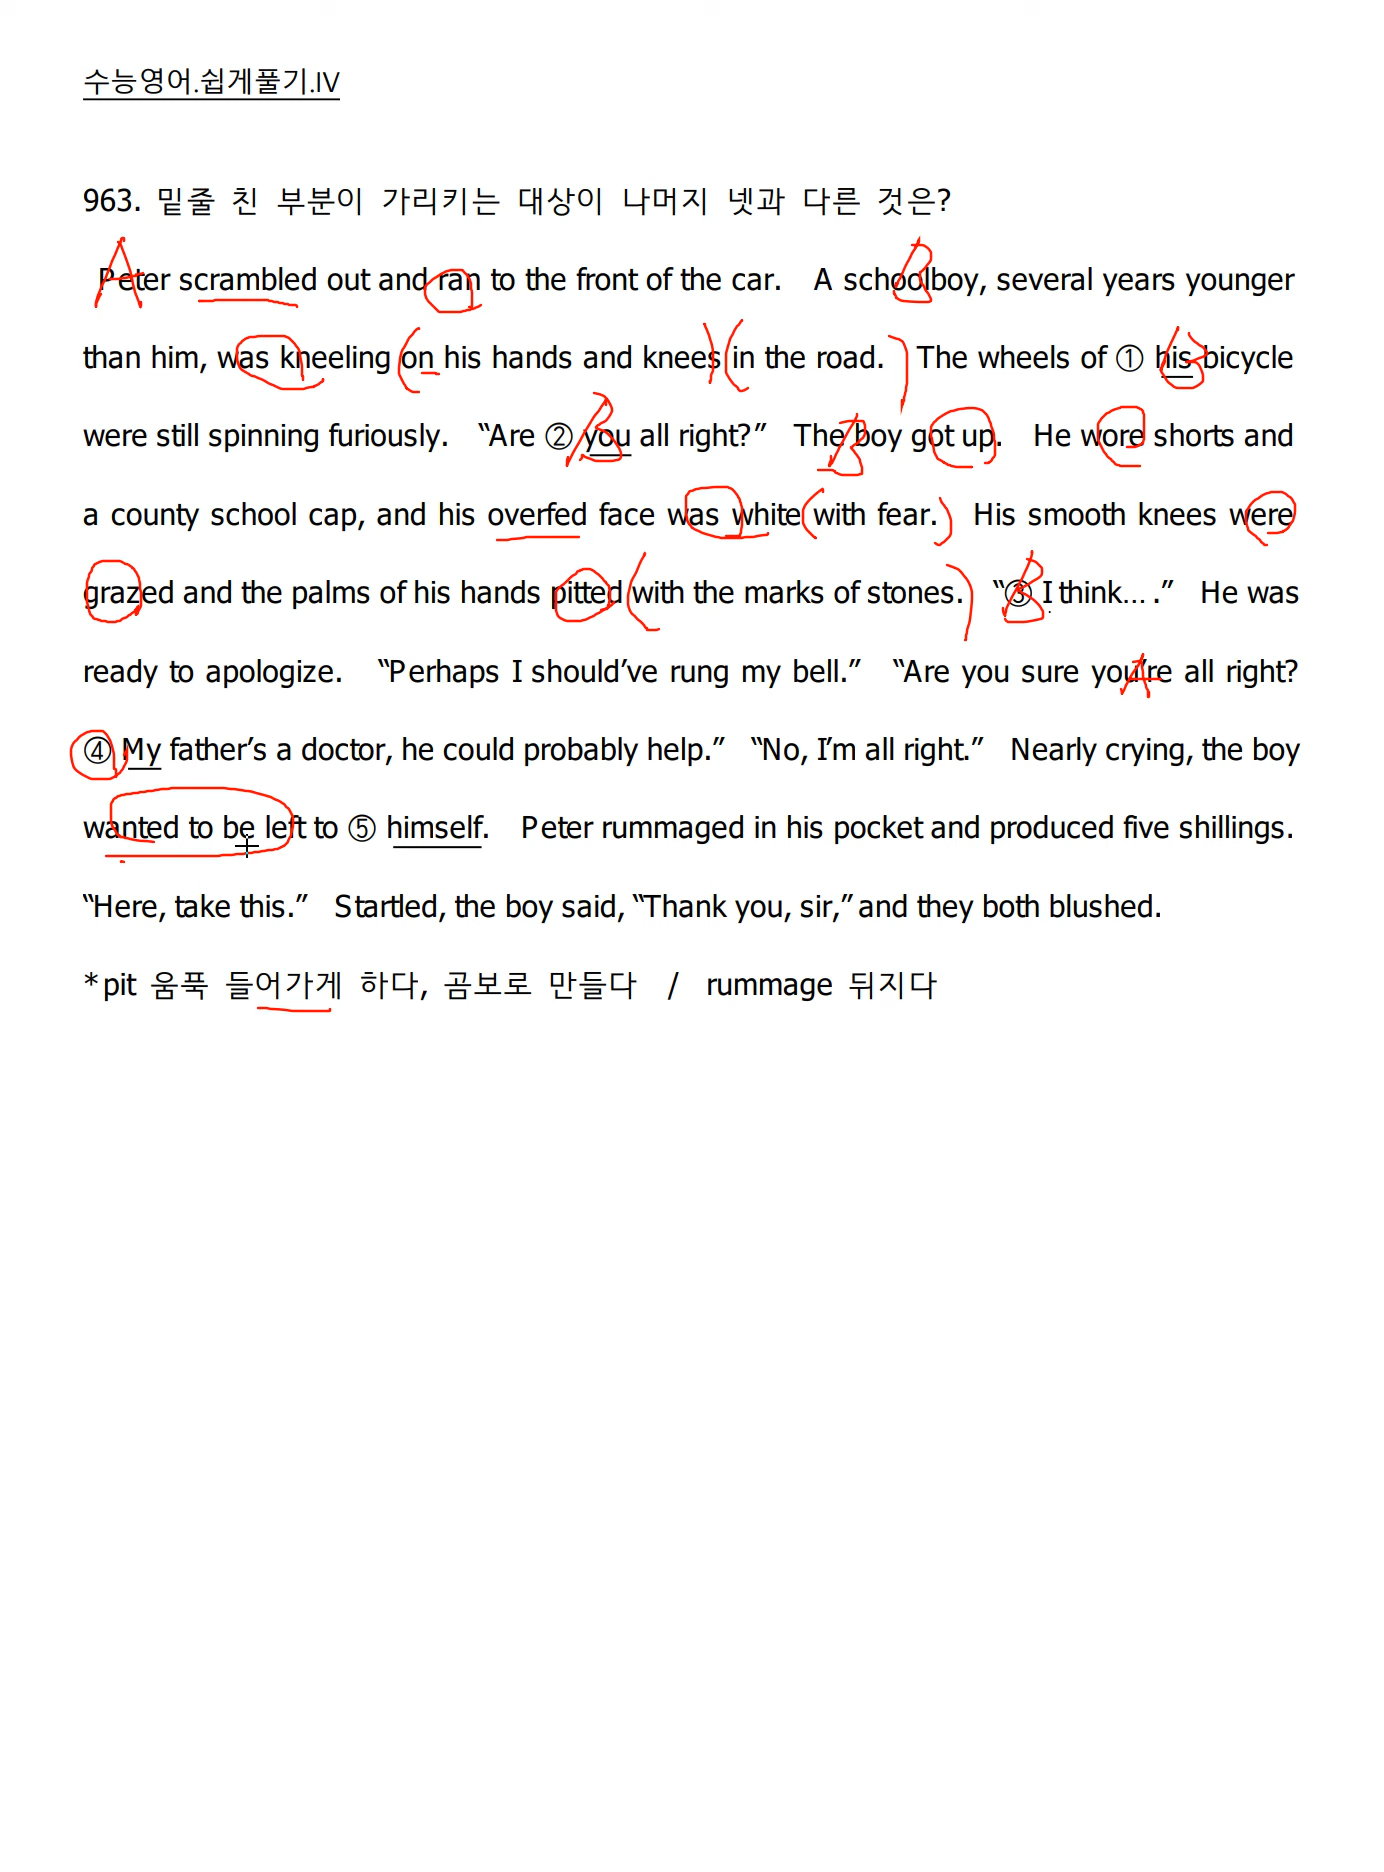 수능영어.쉽게풀기.IV
963. 밑줄 친 부분이 가리키는 대상이 나머지 넷과 다른 것은?
Peter scrambled out and ran to the front of the car. A schoolboy, several years younger
than him, was kneeling on his hands and knees in the road. The wheels of ① his bicycle
were still spinning furiously. “Are ② you all right?” The boy got up. He wore shorts and
a county school cap, and his overfed face was white with fear. His smooth knees were
grazed and the palms of his hands pitted with the marks of stones. “③ I think… .” He was
ready to apologize. “Perhaps I should’ve rung my bell.” “Are you sure you’re all right?
④ My father’s a doctor, he could probably help.” “No, I’m all right.” Nearly crying, the boy
wanted to be left to ⑤ himself. Peter rummaged in his pocket and produced five shillings.
“Here, take this.” Startled, the boy said, “Thank you, sir,” and they both blushed.
*pit 움푹 들어가게 하다, 곰보로 만들다 / rummage 뒤지다
A
B
B
B
B
B
A